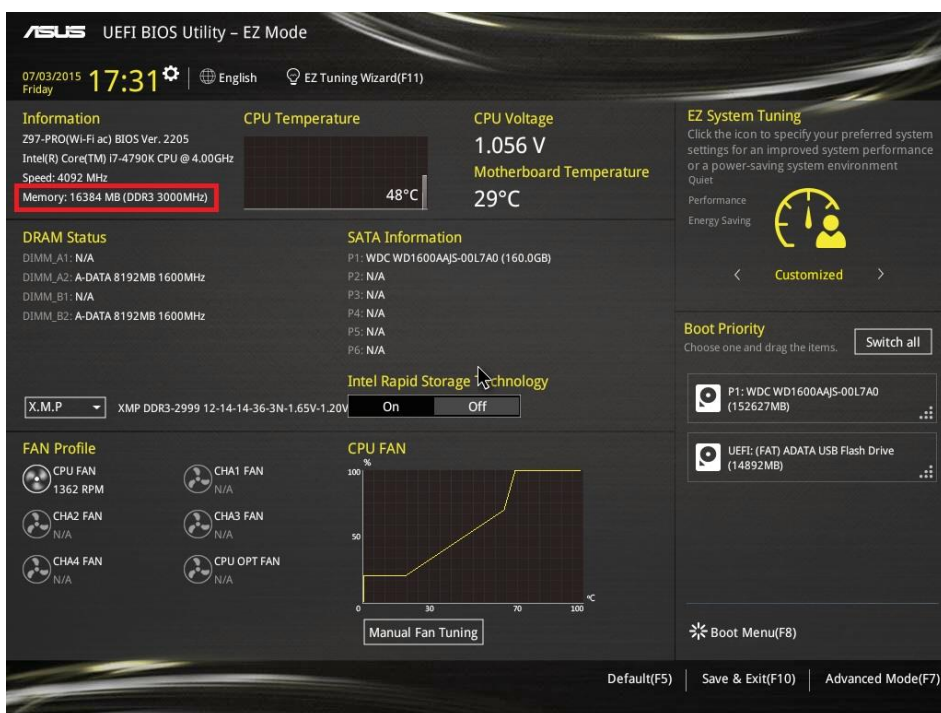 ASUS UEFI BIOS Utility – EZ Mode
07/03/2015
Friday
17:31
English
EZ Tuning Wizard(F11)
Information
Z97-PRO(Wi-Fi ac) BIOS Ver. 2205
Intel(R) Core(TM) i7-4790K CPU @ 4.00GHz
Speed: 4092 MHz
Memory: 16384 MB (DDR3 3000MHz)
CPU Temperature
48°C
CPU Voltage
1.056 V
Motherboard Temperature
29°C
EZ System Tuning
Click the icon to specify your preferred system
settings for an improved system performance
or a power-saving system environment
Quiet
Performance
Energy Saving
< Customized >
DRAM Status
DIMM_A1: N/A
DIMM_A2: A-DATA 8192MB 1600MHz
DIMM_B1: N/A
DIMM_B2: A-DATA 8192MB 1600MHz
X.M.P
XMP DDR3-2999 12-14-14-36-3N-1.65V-1.20V
SATA Information
P1: WDC WD1600AAJS-00L7A0 (160.0GB)
P2: N/A
P3: N/A
P4: N/A
P5: N/A
P6: N/A
Intel Rapid Storage Technology
On Off
Boot Priority
Choose one and drag the items.
Switch all
P1: WDC WD1600AAJS-00L7A0
(152627MB)
UEFI: (FAT) ADATA USB Flash Drive
(14892MB)
FAN Profile
CPU FAN
1362 RPM
CHA1 FAN
N/A
CHA2 FAN
N/A
CHA3 FAN
N/A
CHA4 FAN
N/A
CPU OPT FAN
N/A
CPU FAN
%
100
50
0 30 70 100
°C
Manual Fan Tuning
Boot Menu(F8)
Default(F5)
Save & Exit(F10)
Advanced Mode(F7)